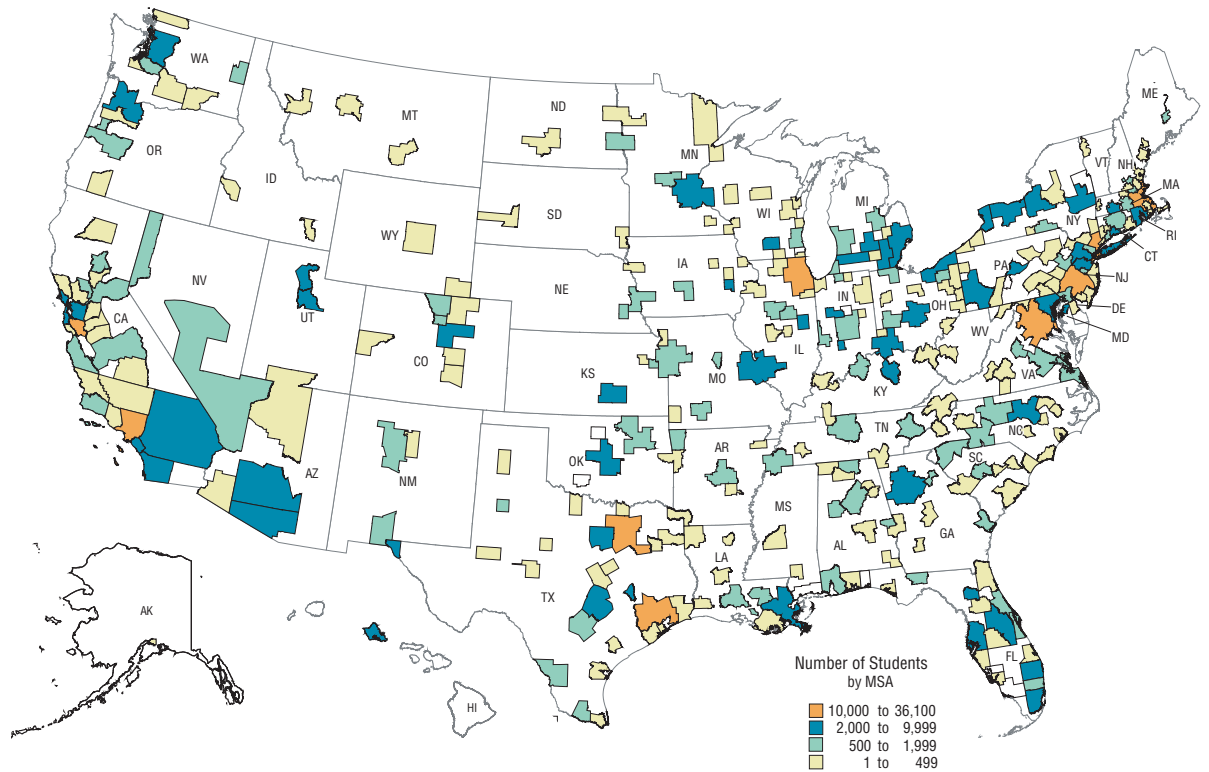 WA
MT
ND
MN
ME
OR
ID
SD
WI
MI
VT
NH
MA
NY
RI
CT
WY
IA
NE
PA
NJ
NV
UT
CO
IL
IN
OH
DE
MD
CA
KS
MO
WV
VA
KY
AZ
NM
OK
AR
TN
NC
SC
TX
LA
MS
AL
GA
FL
AK
HI
Number of Students
by MSA
10,000 to 36,100
2,000 to 9,999
500 to 1,999
1 to 499